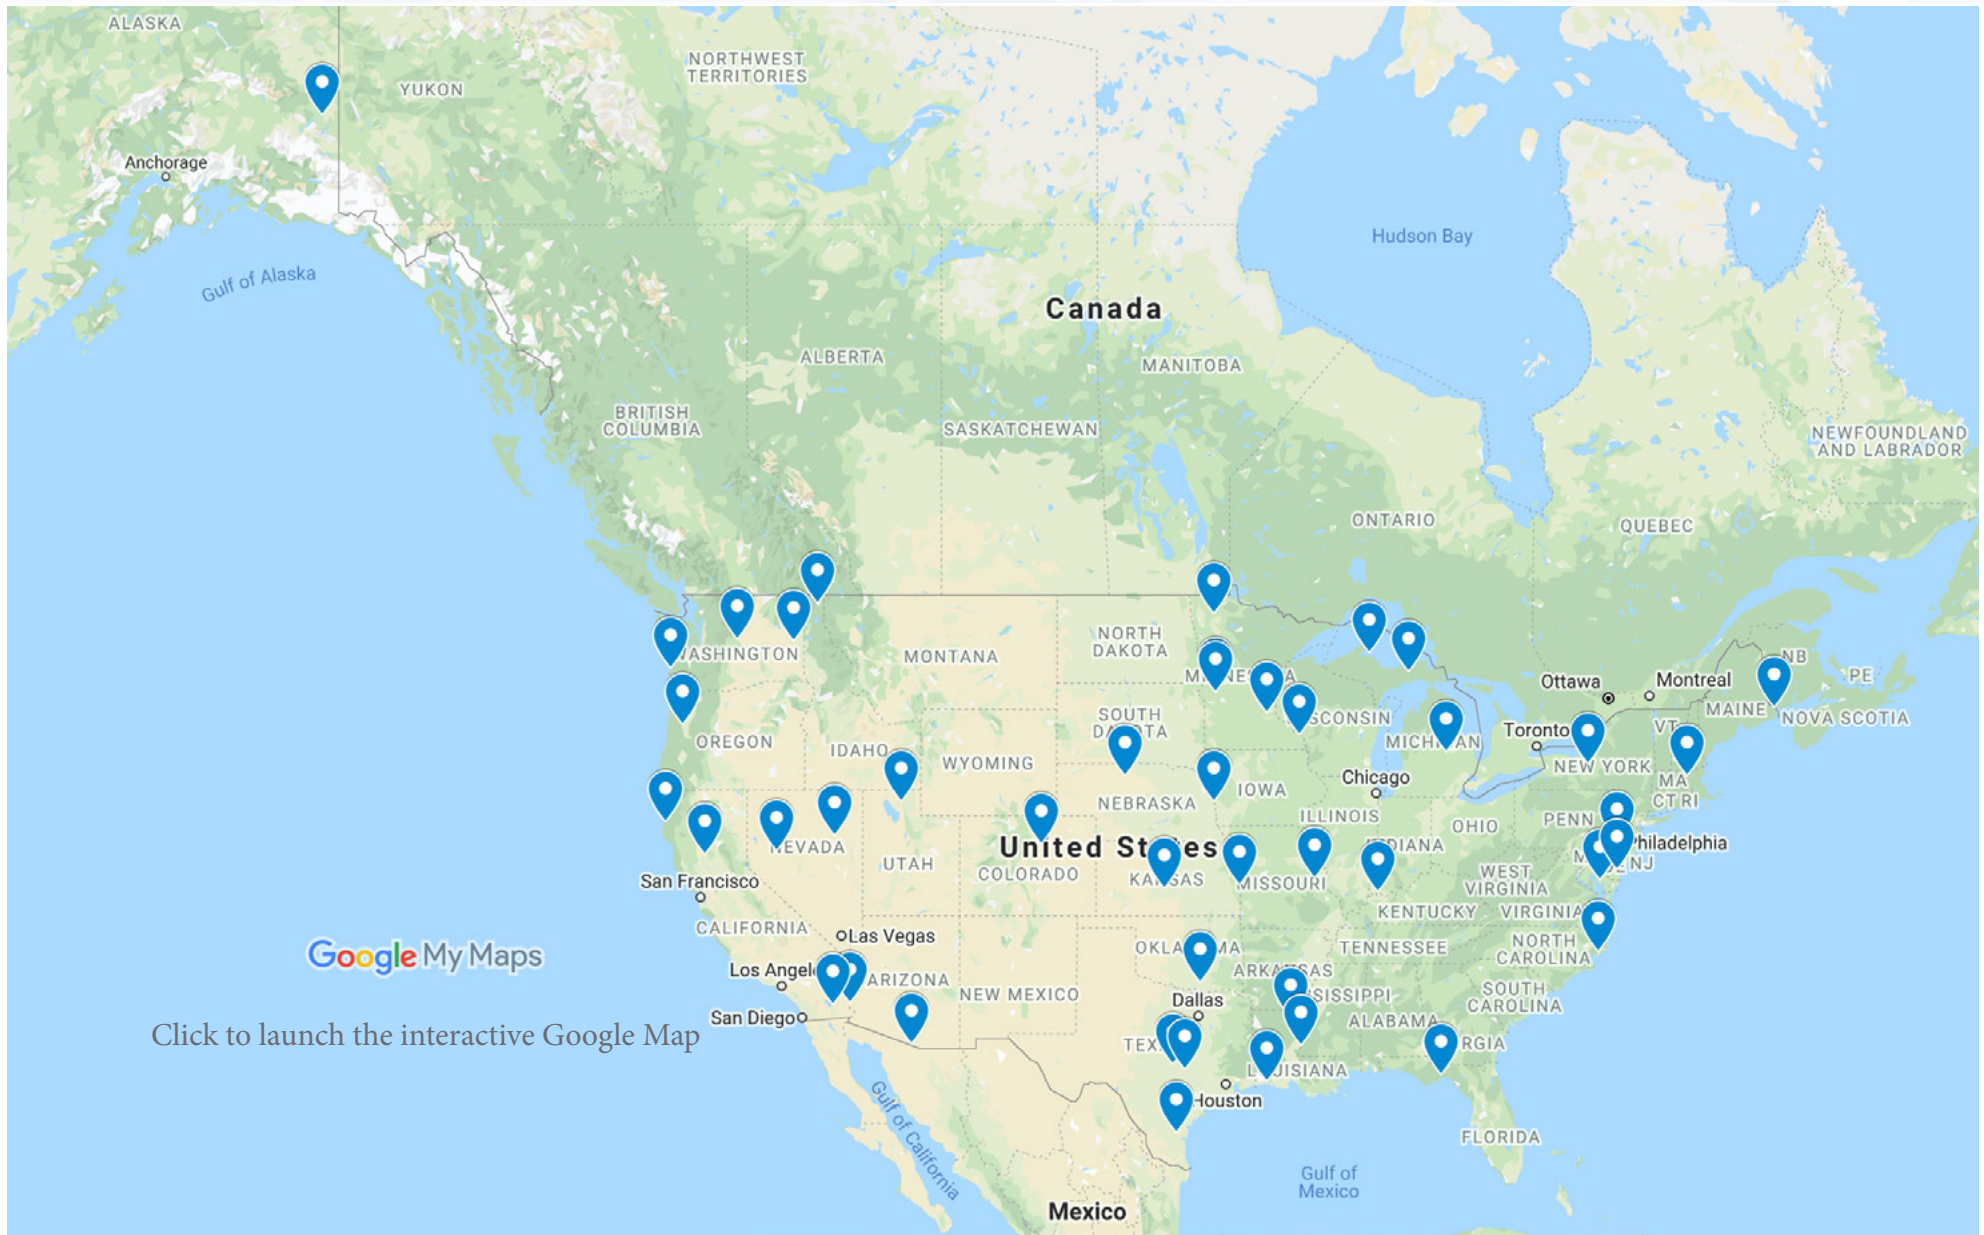 ALASKA
YUKON
NORTHWEST
TERRITORIES
Anchorage
Gulf of Alaska
Hudson Bay
Canada
ALBERTA
MANITOBA
BRITISH
COLUMBIA
SASKATCHEWAN
NEWFOUNDLAND
AND LABRADOR
ONTARIO
QUEBEC
NORTH
DAKOTA
MONTANA
NB
PE
Ottawa
Montreal
MAINE
NOVA SCOTIA
SOUTH
OREGON
IDAHO
WYOMING
Toronto
VT
NEW YORK
MA
CT RI
Chicago
IOWA
NEBRASKA
ILLINOIS
OHIO
PENN
NJ
United
UTAH
COLORADO
MISSOURI
WEST
VIRGINIA
San Francisco
KENTUCKY
VIRGINIA
CALIFORNIA
Las Vegas
TENNESSEE
NORTH
CAROLINA
Google My Maps
ARIZONA
NEW MEXICO
SOUTH
CAROLINA
Dallas
San Diego
ALABAMA
Click to launch the interactive Google Map
Houston
Gulf of California
FLORIDA
Gulf of
Mexico
Mexico